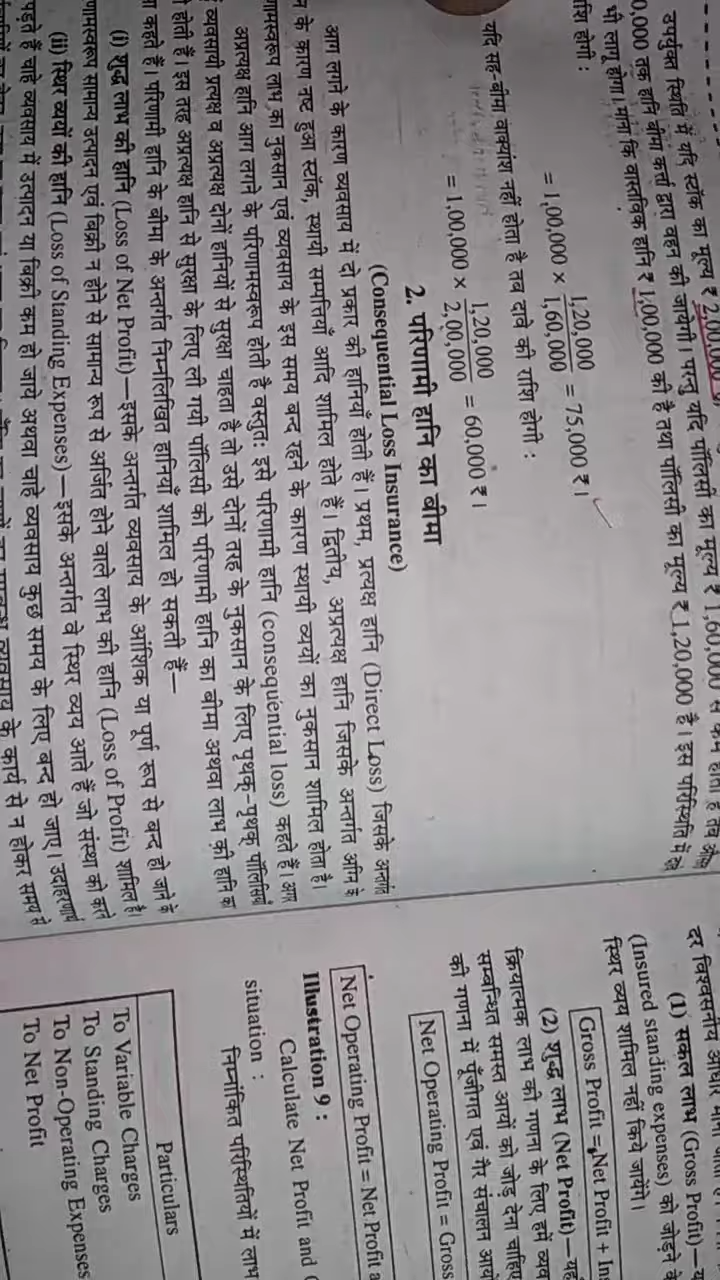 उपर्युक्त स्थिति में यदि स्टॉक का मूल्य ₹ 2,00,000 पॉलिसी का मूल्य ₹ 1,60,000 से कम होता है तब औसत
0,000 तक हानि बीमा कर्त्ता द्वारा वहन की जायेगी। परन्तु यदि
भी लागू होगा। माना कि वास्तविक हानि ₹ 1,00,000 की है तथा पॉलिसी का मूल्य ₹ 1,20,000 है। इस परिस्थिति में
राशि होगी :
= 1,00,000 × 1,20,000 / 1,60,000 = 75,000 ₹।
यदि सह-बीमा वाक्यांश नहीं होता है तब दावे की राशि होगी :
= 1,00,000 × 1,20,000 / 2,00,000 = 60,000 ₹।
2. परिणामी हानि का बीमा
(Consequential Loss Insurance)
आग लगने के कारण व्यवसाय में दो प्रकार की हानियाँ होती हैं। प्रथम, प्रत्यक्ष हानि (Direct Loss) जिसके अन्तर्गत
के कारण नष्ट हुआ स्टॉक, स्थायी सम्पत्तियाँ आदि शामिल होते हैं। द्वितीय, अप्रत्यक्ष हानि जिसके अन्तर्गत अग्नि के
णामस्वरूप लाभ का नुकसान एवं व्यवसाय के इस समय बन्द रहने के कारण स्थायी व्ययों का नुकसान शामिल होता है।
अप्रत्यक्ष हानि आग लगने के परिणामस्वरूप होती है वस्तुत: इसे परिणामी हानि (consequential loss) कहते हैं। अगर
व्यवसायी प्रत्यक्ष व अप्रत्यक्ष दोनों हानियों से सुरक्षा चाहता है तो उसे दोनों तरह के नुकसान के लिए पृथक्-पृथक् पॉलिसियाँ
होती हैं। इस तरह अप्रत्यक्ष हानि से सुरक्षा के लिए ली गयी पॉलिसी को परिणामी हानि का बीमा अथवा लाभ की हानि का
कहते हैं। परिणामी हानि के बीमा के अन्तर्गत निम्नलिखित हानियाँ शामिल हो सकती हैं—
(i) शुद्ध लाभ की हानि (Loss of Net Profit)—इसके अन्तर्गत व्यवसाय के आंशिक या पूर्ण रूप से बन्द हो जाने के
णामस्वरूप सामान्य उत्पादन एवं बिक्री न होने से सामान्य रूप से अर्जित होने वाले लाभ की हानि (Loss of Profit) शामिल है।
(ii) स्थिर व्ययों की हानि (Loss of Standing Expenses)—इसके अन्तर्गत वे स्थिर व्यय आते हैं जो संस्था को करने
पड़ते हैं चाहे व्यवसाय में उत्पादन या बिक्री कम हो जावे अथवा चाहे व्यवसाय कुछ समय के लिए बन्द हो जाए। उदाहरणार्थ
व्यवसाय के कार्य से न होकर समय से
दर विश्वसनीय आधार
(1) सकल लाभ (Gross Profit)—
(Insured standing expenses) को जोड़ने
स्थिर व्यय शामिल नहीं किये जायेंगे।
Gross Profit = Net Profit + In
(2) शुद्ध लाभ (Net Profit)—यह
क्रियात्मक लाभ की गणना के लिए हमें व्यव
सम्बन्धित समस्त आयों को जोड़ देना चाहिए
की गणना में पूँजीगत एवं गैर संचालन आय
Net Operating Profit = Gross
Net Operating Profit = Net Profit a
Illustration 9 :
Calculate Net Profit and
situation :
निम्नांकित परिस्थितियों में लाभ
Particulars
To Variable Charges
To Standing Charges
To Non-Operating Expenses
To Net Profit